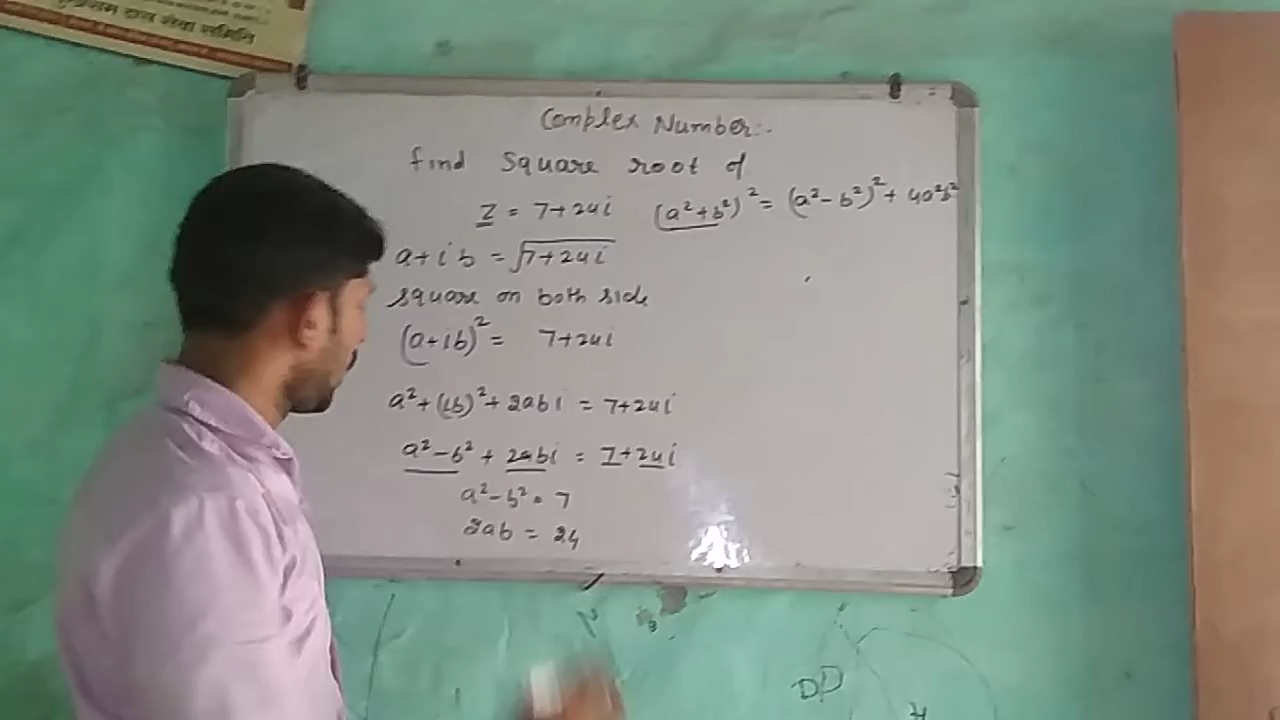 दास सेवा समिति
Complex Number:-
find square root of
z = 7+24i (a²+b²)² = (a²-b²)² + 4a²b²
a+ib = √7+24i
square on both side
(a+ib)² = 7+24i
a²+(ib)²+2abi = 7+24i
a²-b² + 2abi = 7+24i
a²-b² = 7
2ab = 24
DP